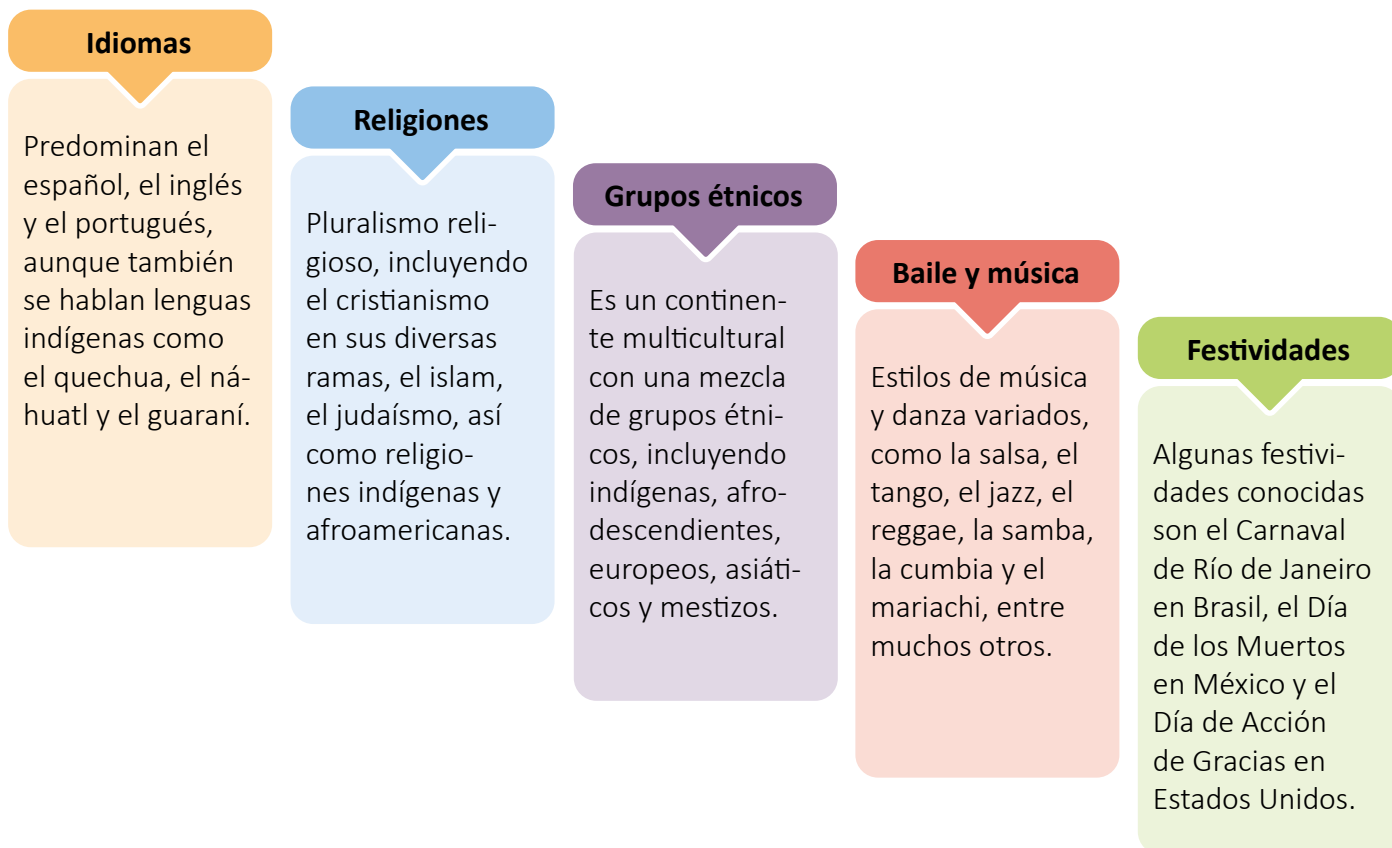 Idiomas
Predominan el
español, el inglés
y el portugués,
aunque también
se hablan lenguas
indígenas como
el quechua, el ná-
huatl y el guaraní.
Religiones
Pluralismo reli-
gioso, incluyendo
el cristianismo
en sus diversas
ramas, el islam,
el judaísmo, así
como religio-
nes indígenas y
afroamericanas.
Grupos étnicos
Es un continen-
te multicultural
con una mezcla
de grupos étni-
cos, incluyendo
indígenas, afro-
descendientes,
europeos, asiáti-
cos y mestizos.
Baile y música
Estilos de música
y danza variados,
como la salsa, el
tango, el jazz, el
reggae, la samba,
la cumbia y el
mariachi, entre
muchos otros.
Festividades
Algunas festivi-
dades conocidas
son el Carnaval
de Río de Janeiro
en Brasil, el Día
de los Muertos
en México y el
Día de Acción
de Gracias en
Estados Unidos.